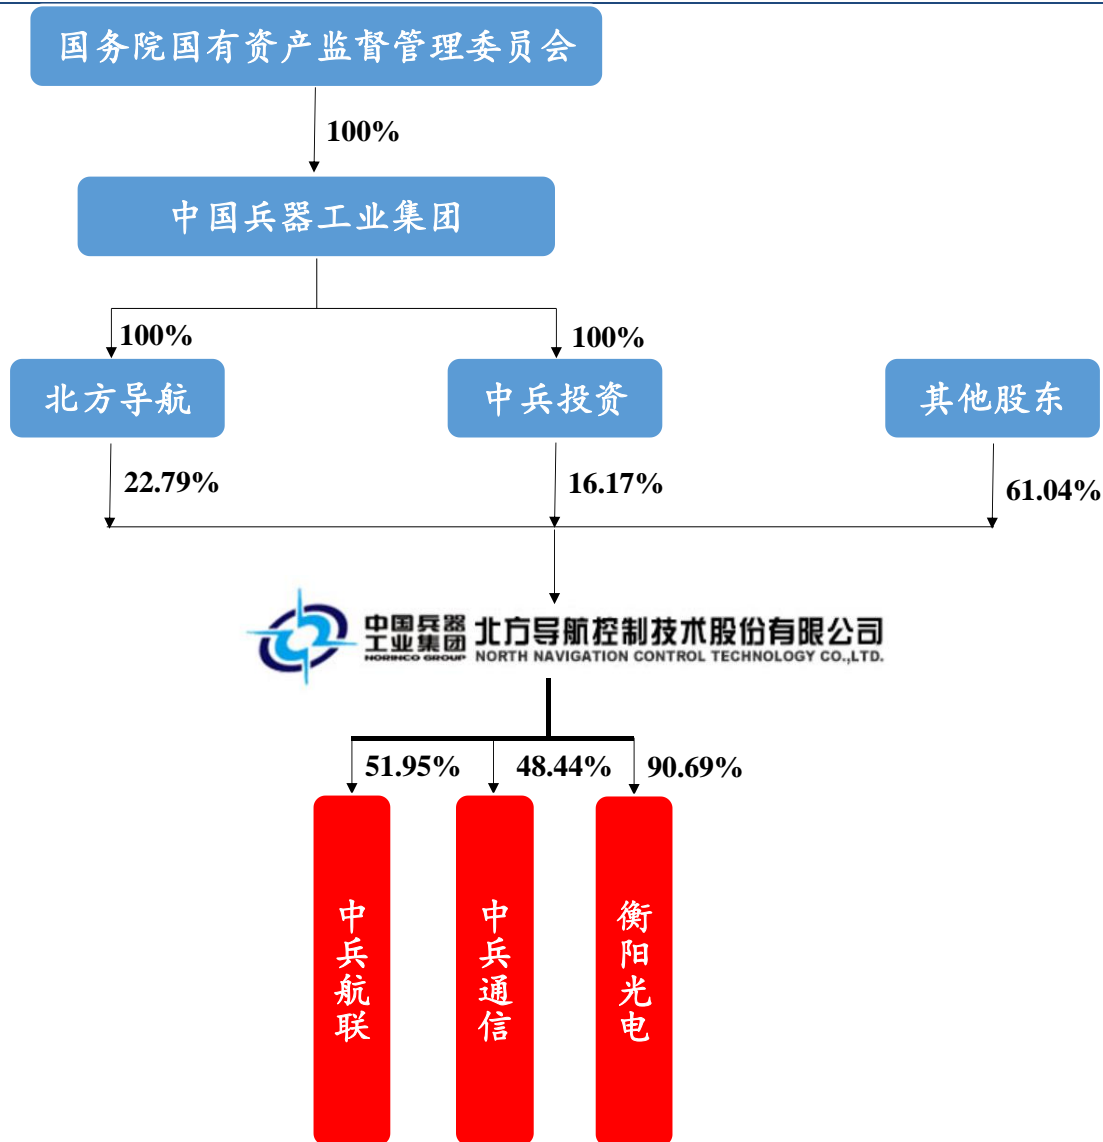 国务院国有资产监督管理委员会
100%
中国兵器工业集团
100%
100%
北方导航
中兵投资
其他股东
22.79%
16.17%
61.04%
中国兵器
工业集团
NORINCO GROUP
北方导航控制技术股份有限公司
NORTH NAVIGATION CONTROL TECHNOLOGY CO.,LTD.
51.95%
48.44%
90.69%
中兵航联
中兵通信
衡阳光电